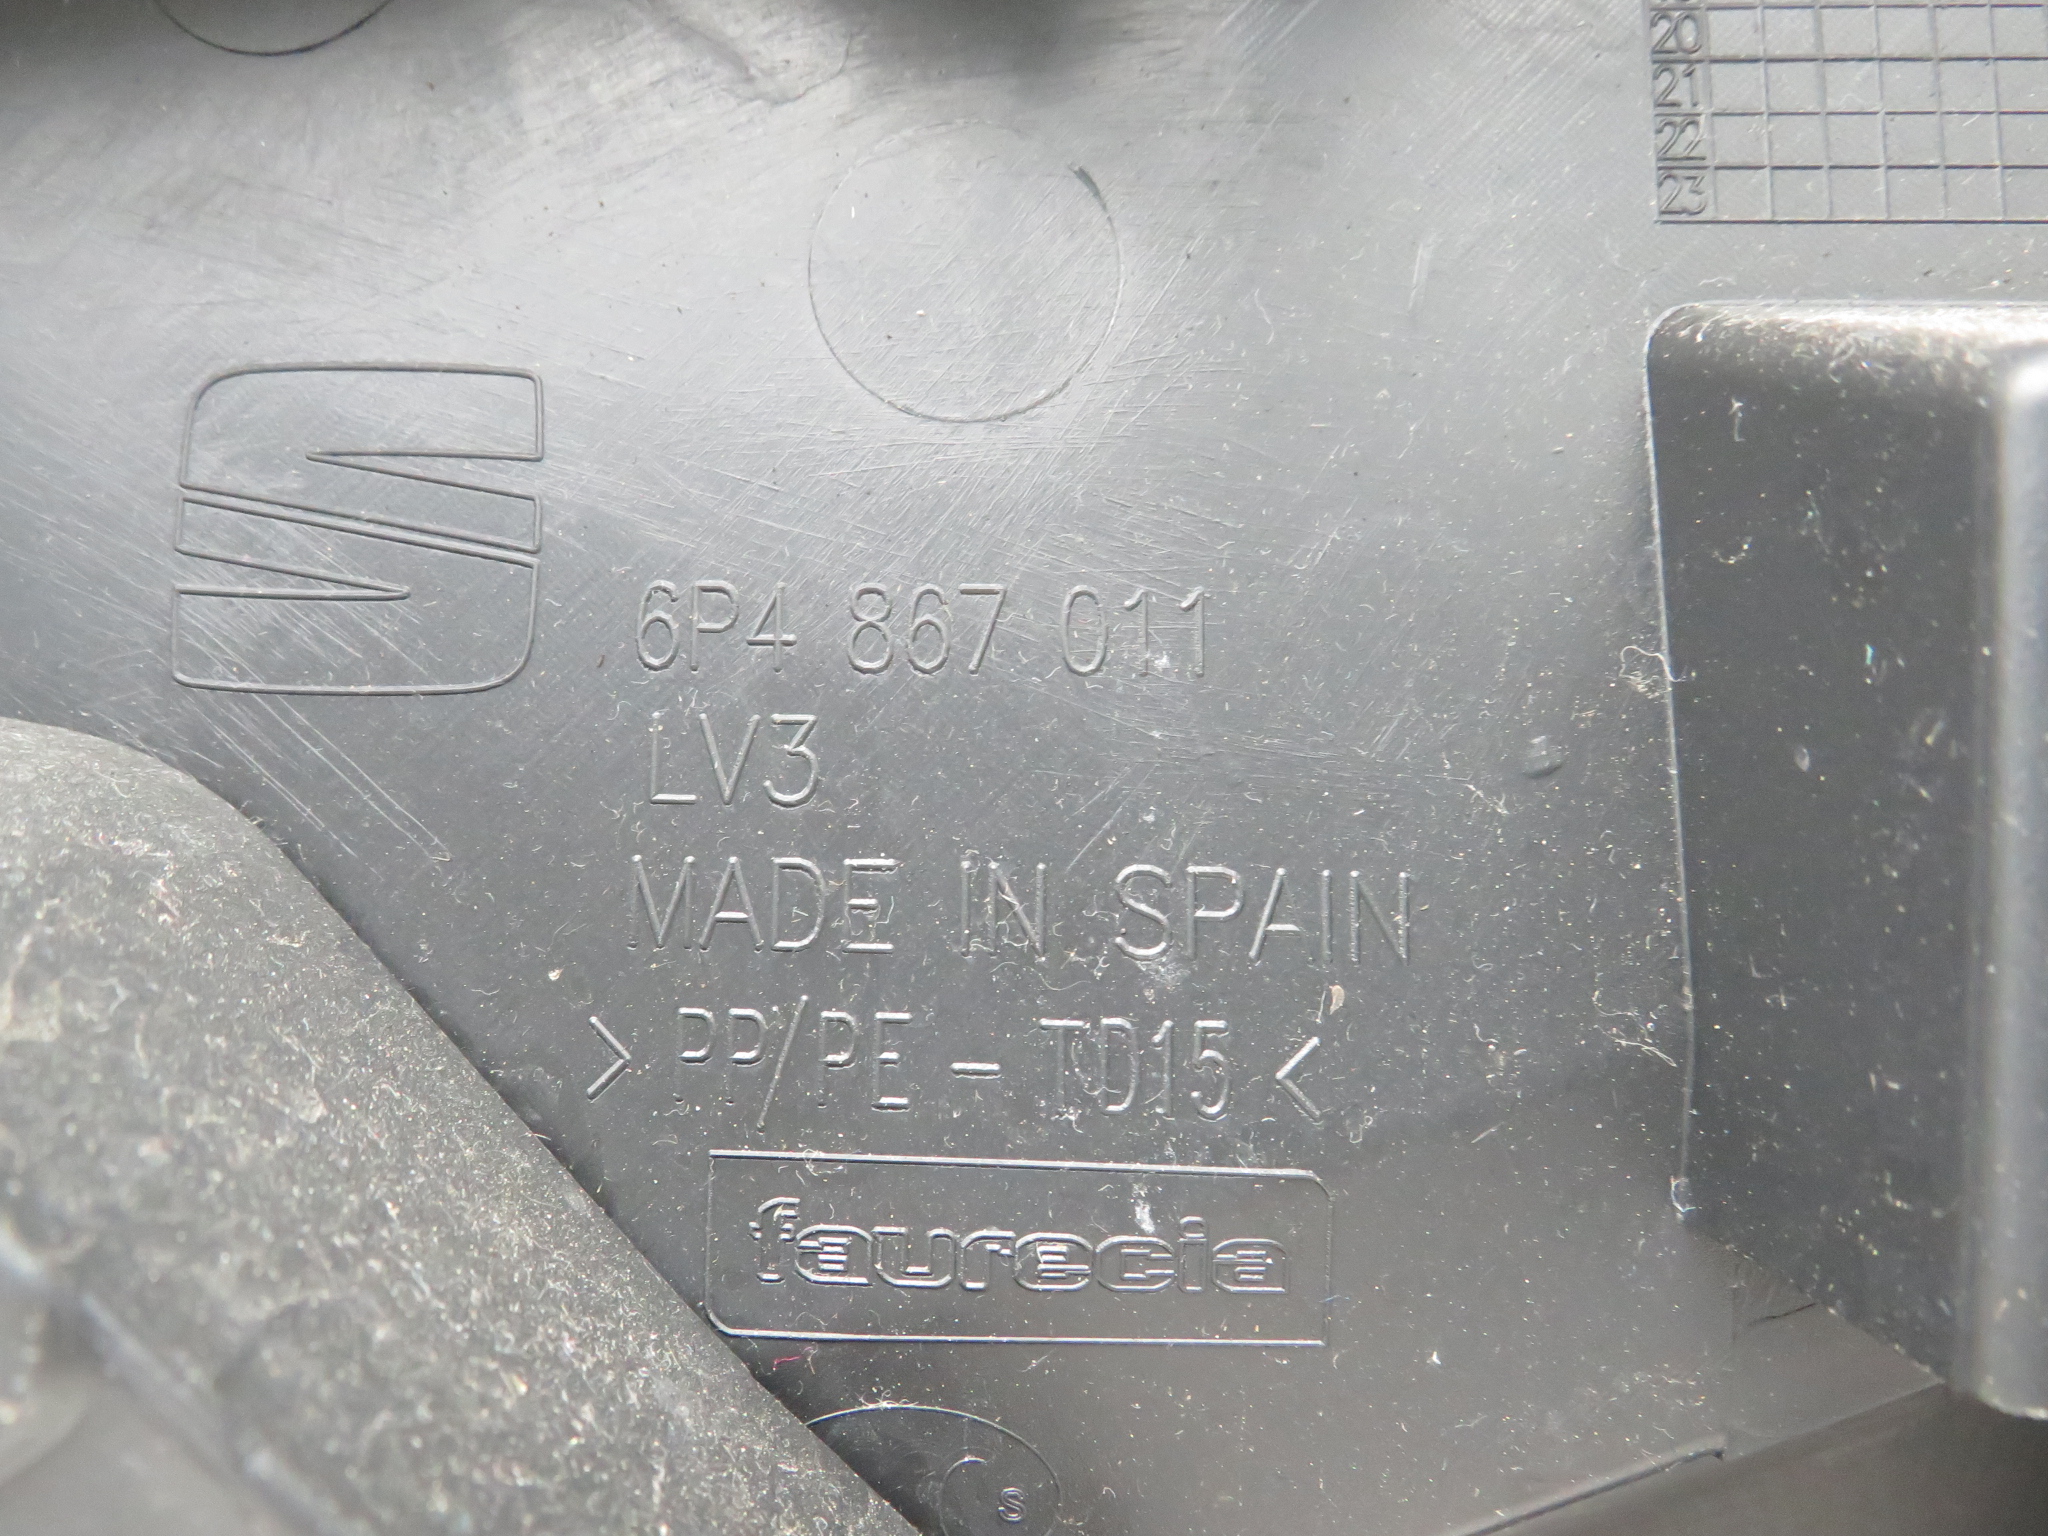 20
21
22
23
6P4 867 011
LV3
MADE IN SPAIN
> PP/PE - TD15 <
faurecia
S